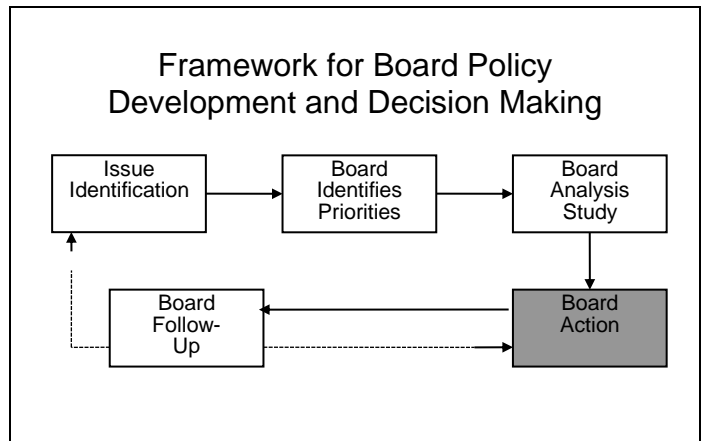 Framework for Board Policy
Development and Decision Making
Issue
Identification
Board
Identifies
Priorities
Board
Analysis
Study
Board
Follow-
Up
Board
Action